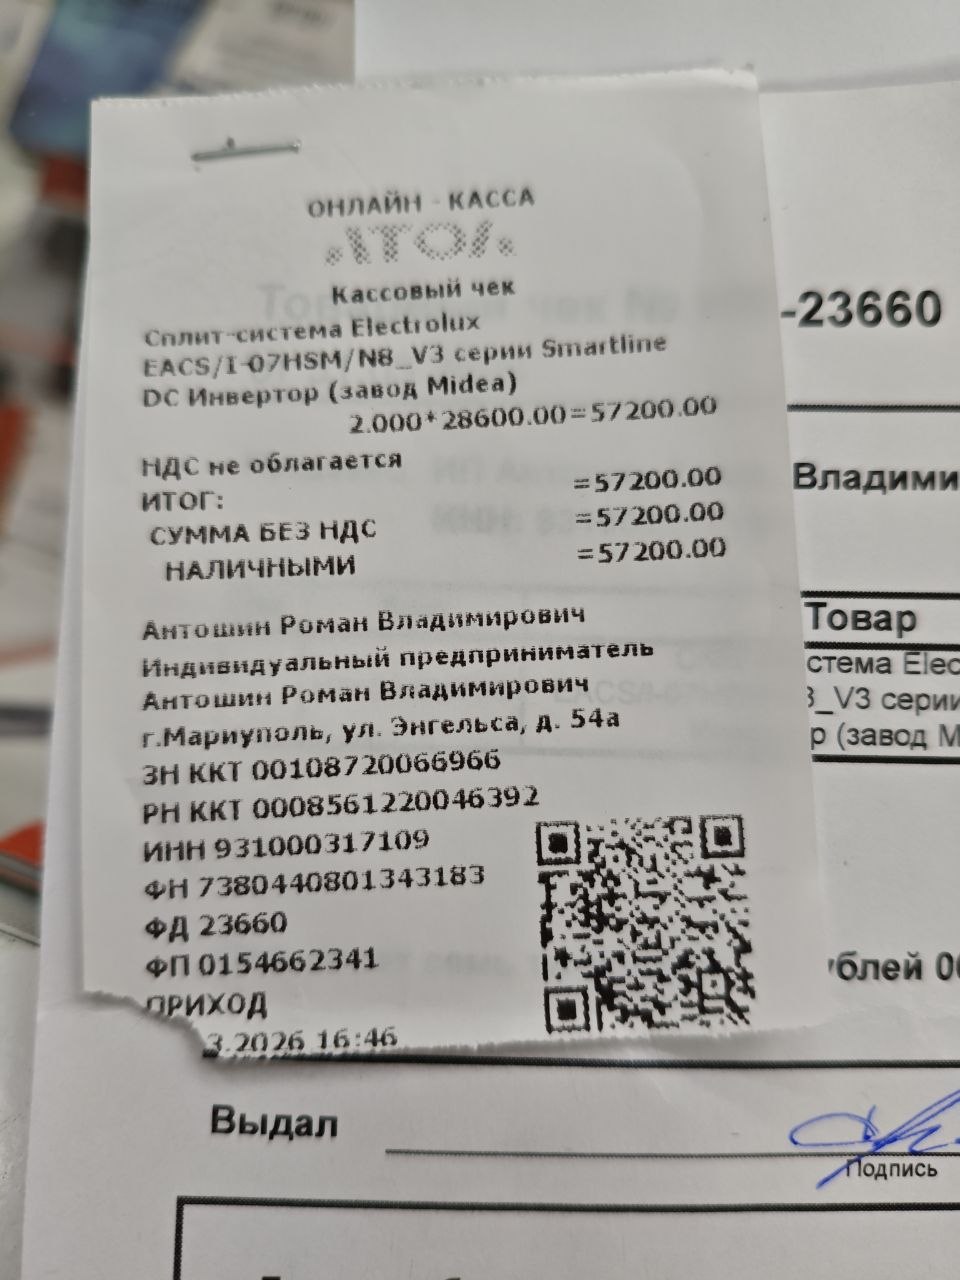 ОНЛАЙН - КАССА
АТОЛ
Кассовый чек
Сплит-система Electrolux
EACS/I-07HSM/N8_V3 серии Smartline
DC Инвертор (завод Midea)
2.000*28600.00=57200.00
НДС не облагается
ИТОГ: =57200.00
СУММА БЕЗ НДС =57200.00
НАЛИЧНЫМИ =57200.00
Антошин Роман Владимирович
Индивидуальный предприниматель
Антошин Роман Владимирович
г.Мариуполь, ул. Энгельса, д. 54а
ЗН ККТ 00108720066966
РН ККТ 0008561220046392
ИНН 931000317109
ФН 7380440801343183
ФД 23660
ФП 0154662341
ПРИХОД
3.2026 16:46
-23660
Владими
Товар
стема Elec
8_V3 серии
р (завод M
ублей 0
Выдал
Подпись